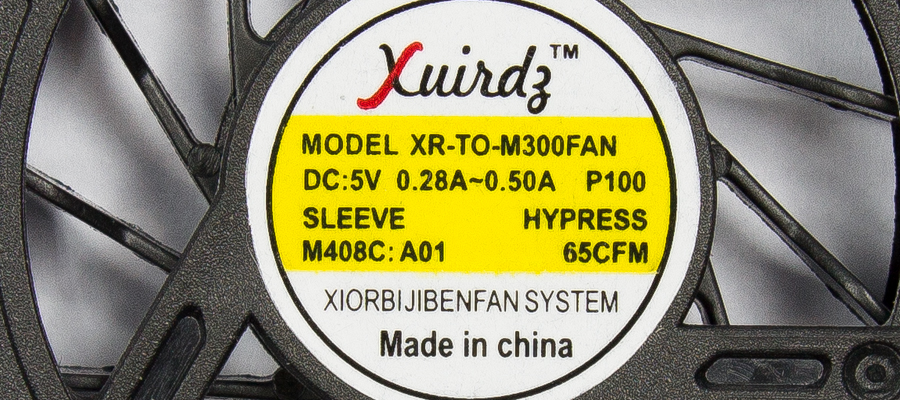 Xuirdz™
MODEL XR-TO-M300FAN
DC:5V 0.28A~0.50A P100
SLEEVE HYPRESS
M408C: A01 65CFM
XIORBIJIBENFAN SYSTEM
Made in china